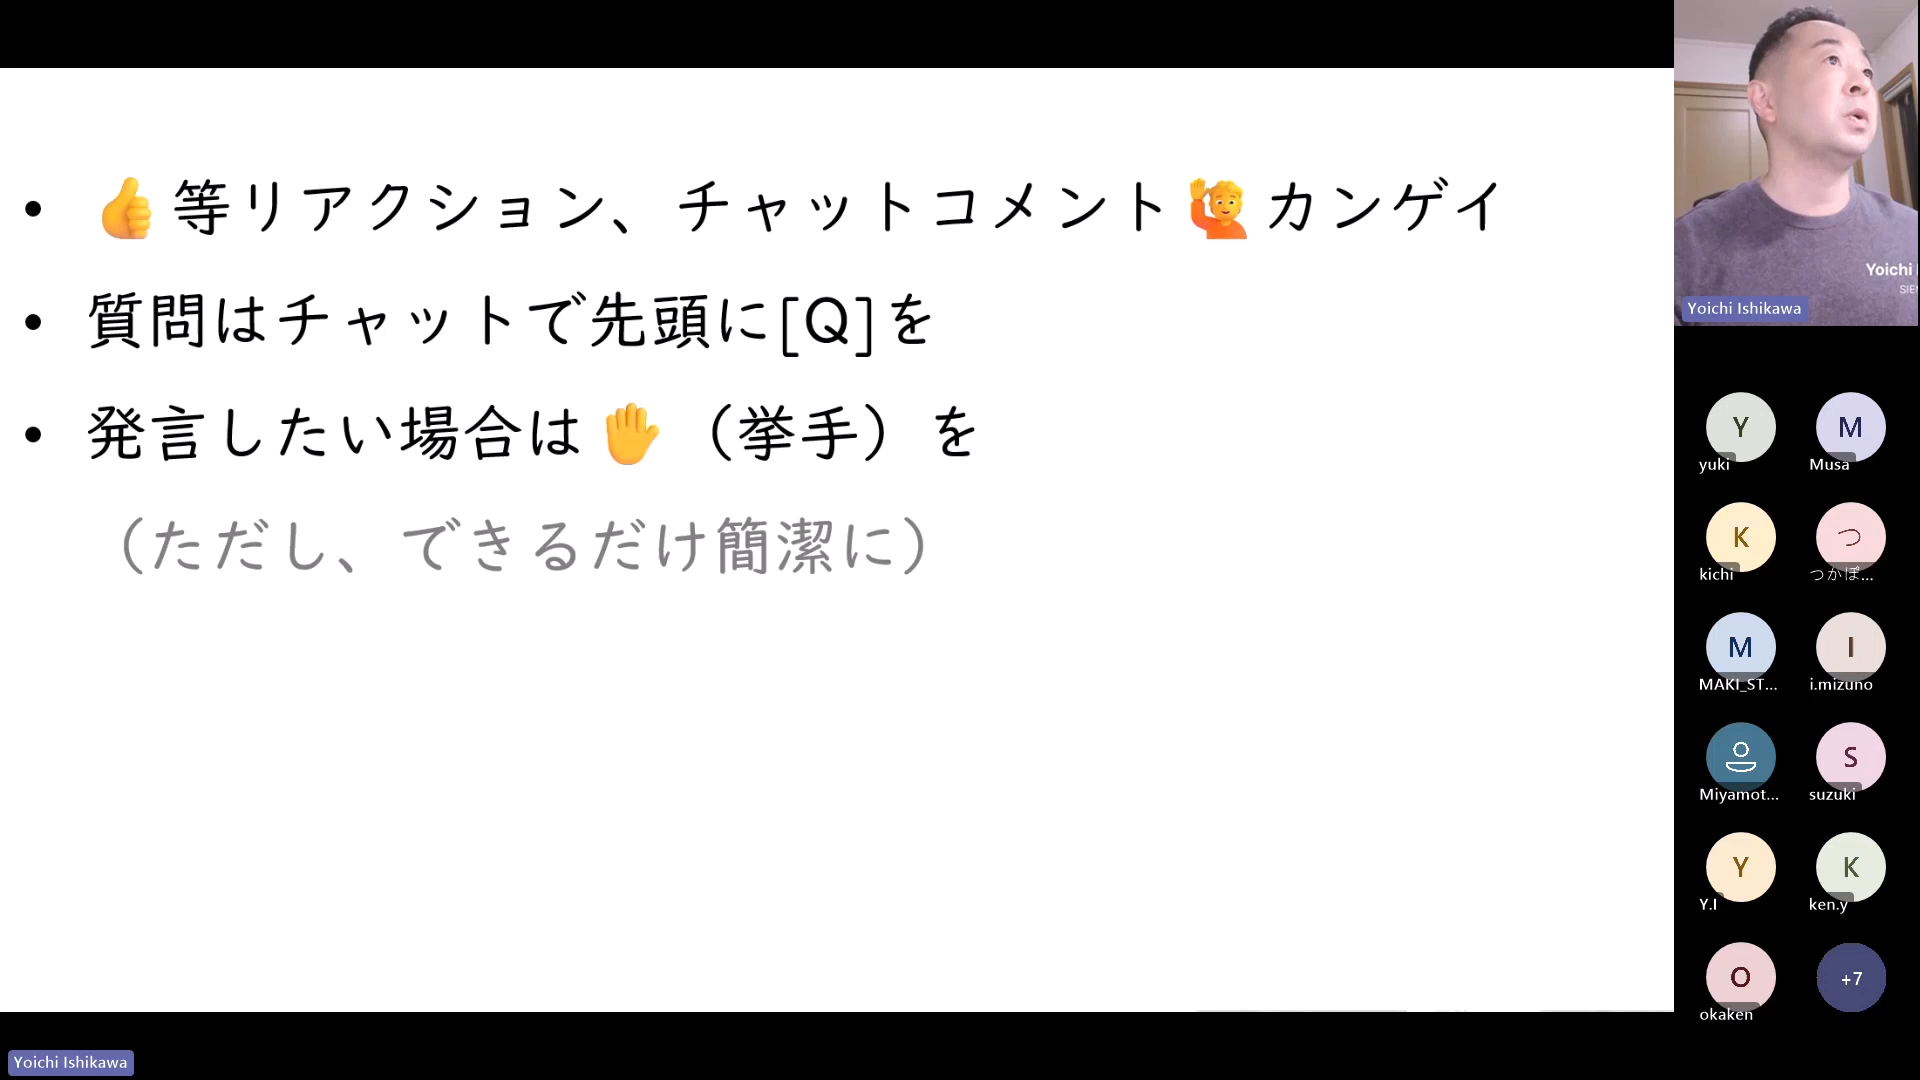 • 👍等リアクション、チャットコメント🙋カンゲイ
• 質問はチャットで先頭に[Q]を
• 発言したい場合は✋（挙手）を
（ただし、できるだけ簡潔に）
Yoichi
SIE
Yoichi Ishikawa
Y
yuki
M
Musa
K
kichi
つ
つかぽ...
M
MAKI_ST...
I
i.mizuno
Miyamot...
S
suzuki
Y
Y.I
K
ken.y
O
okaken
+7
Yoichi Ishikawa